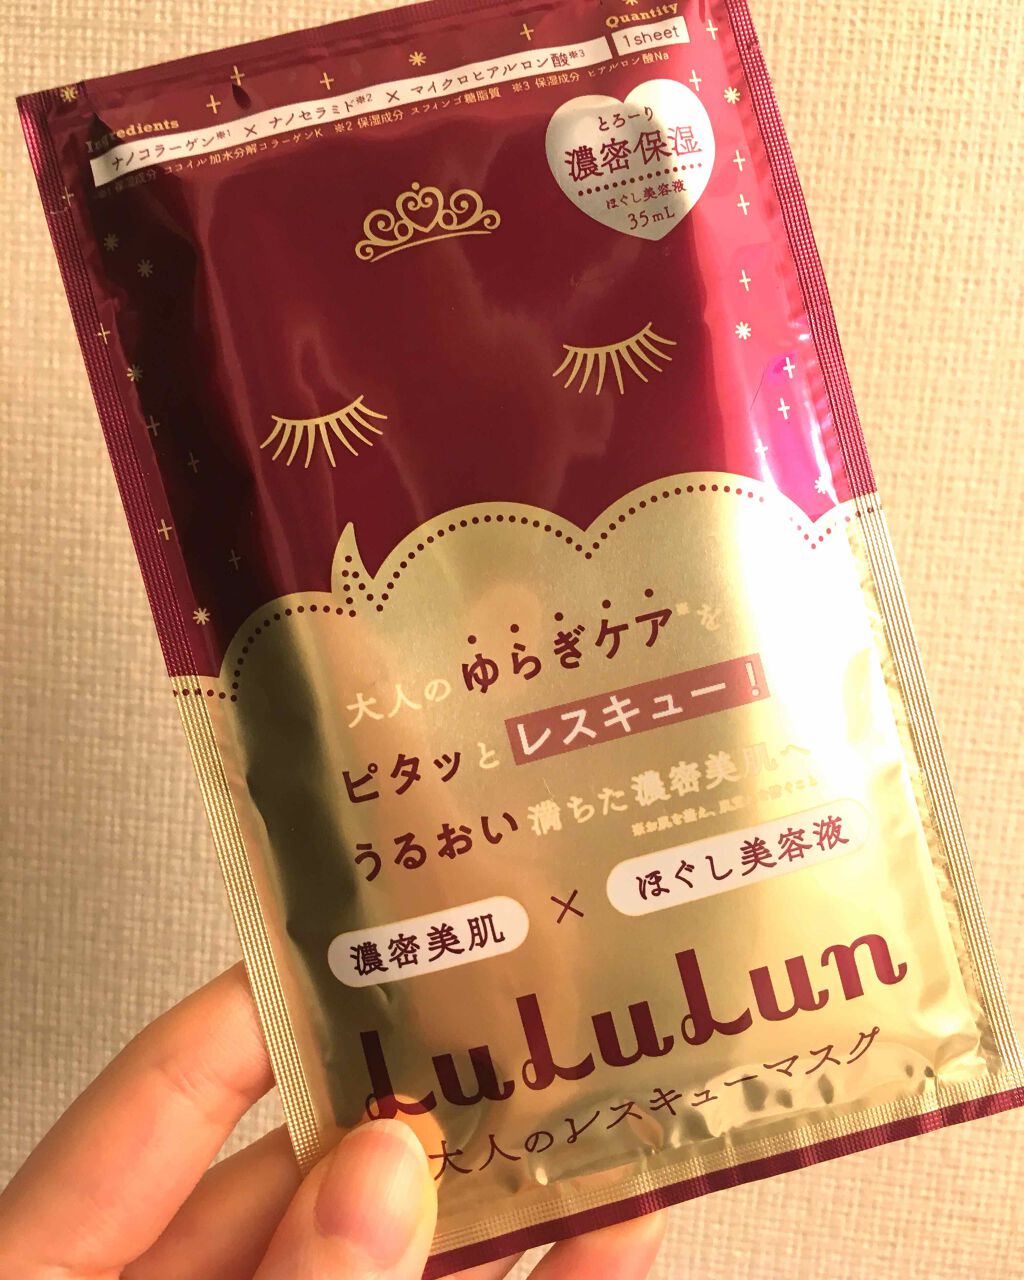 Quantity
1 sheet
Ingredients
ナノコラーゲン※1 × ナノセラミド※2 × マイクロヒアルロン酸※3
※1 保湿成分 ココイル加水分解コラーゲンK ※2 保湿成分 スフィンゴ糖脂質 ※3 保湿成分 ヒアルロン酸Na
とろーり
濃密保湿
ほぐし美容液
35mL
大人のゆらぎケア※を
ピタッとレスキュー!
うるおい満ちた濃密美肌へ
濃密美肌 × ほぐし美容液
LuLuLun
大人のレスキューマスク